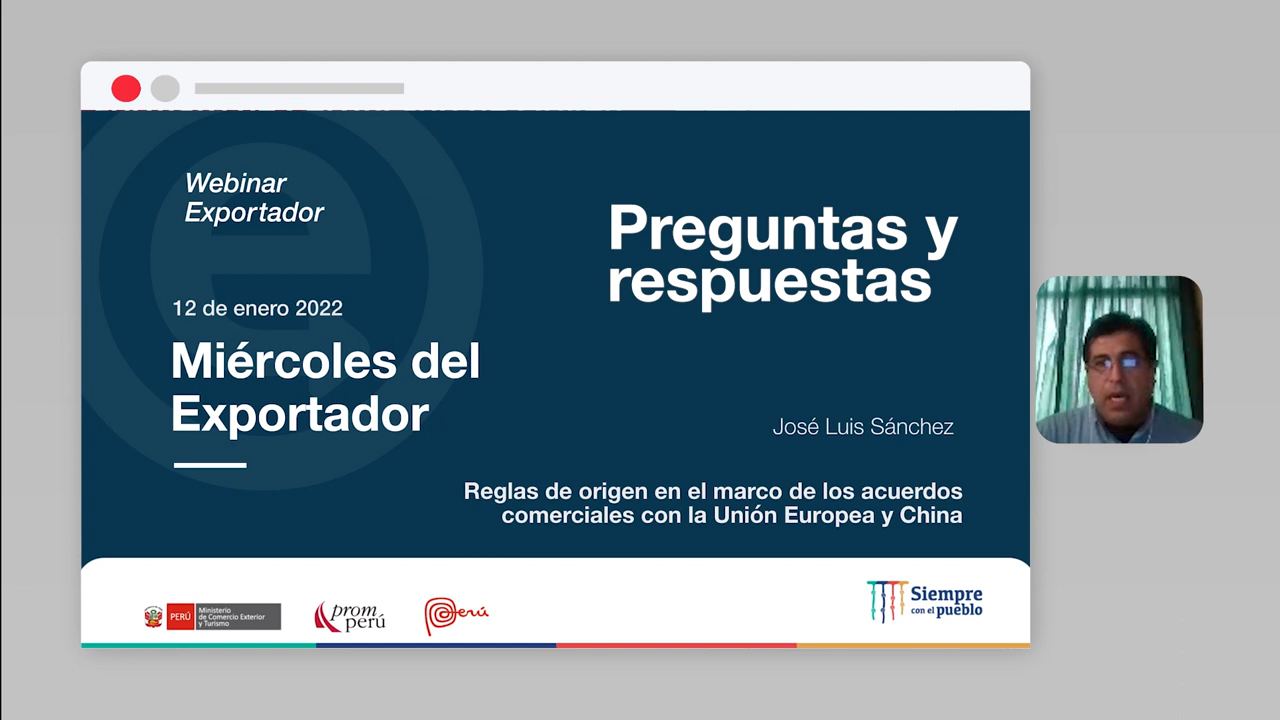 Webinar
Exportador
12 de enero 2022
Miércoles del
Exportador
Preguntas y
respuestas
José Luis Sánchez
Reglas de origen en el marco de los acuerdos
comerciales con la Unión Europea y China
PERÚ
Ministerio
de Comercio Exterior
y Turismo
prom
perú
Perú
Siempre
con el pueblo